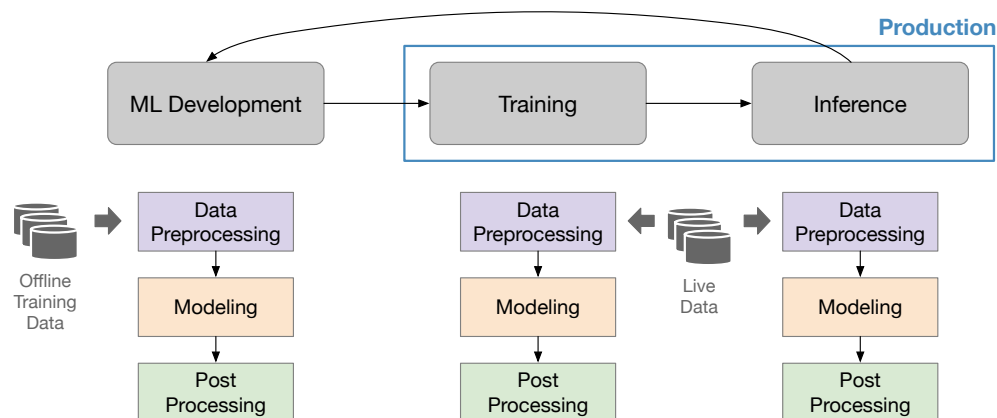 Production
ML Development
Training
Inference
Data
Preprocessing
Data
Preprocessing
Data
Preprocessing
Offline
Training
Data
Live
Data
Modeling
Modeling
Modeling
Post
Processing
Post
Processing
Post
Processing